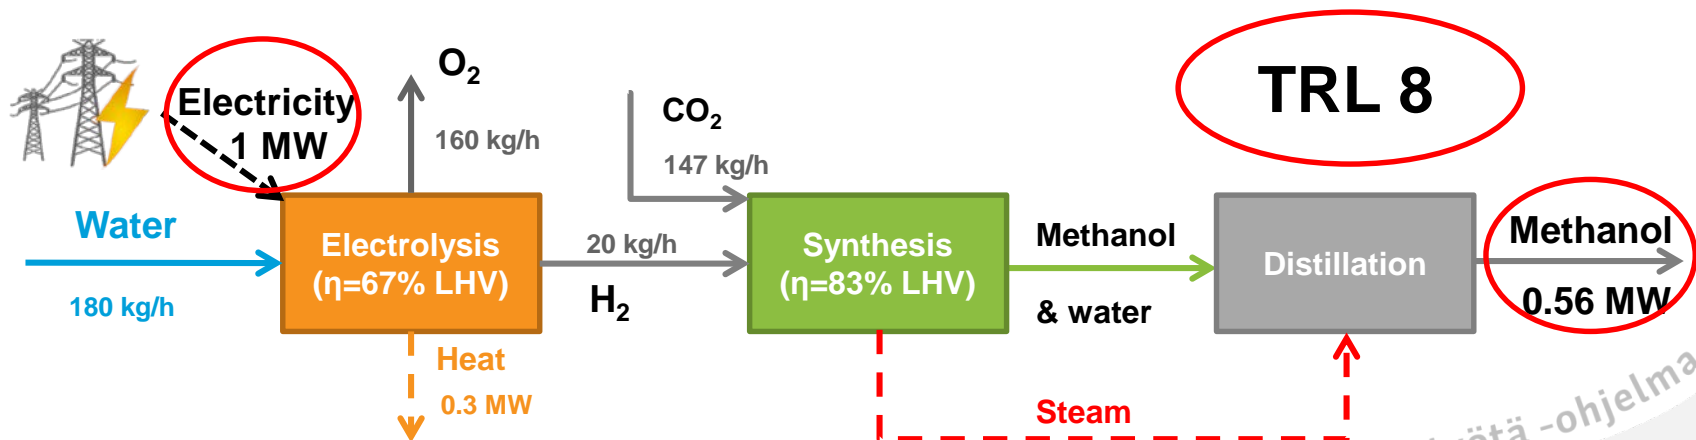 Electricity
1 MW
O₂
160 kg/h
CO₂
147 kg/h
TRL 8
Water
180 kg/h
Electrolysis
(η=67% LHV)
20 kg/h
H₂
Synthesis
(η=83% LHV)
Methanol
& water
Distillation
Methanol
0.56 MW
Heat
0.3 MW
Steam
-ohjelma